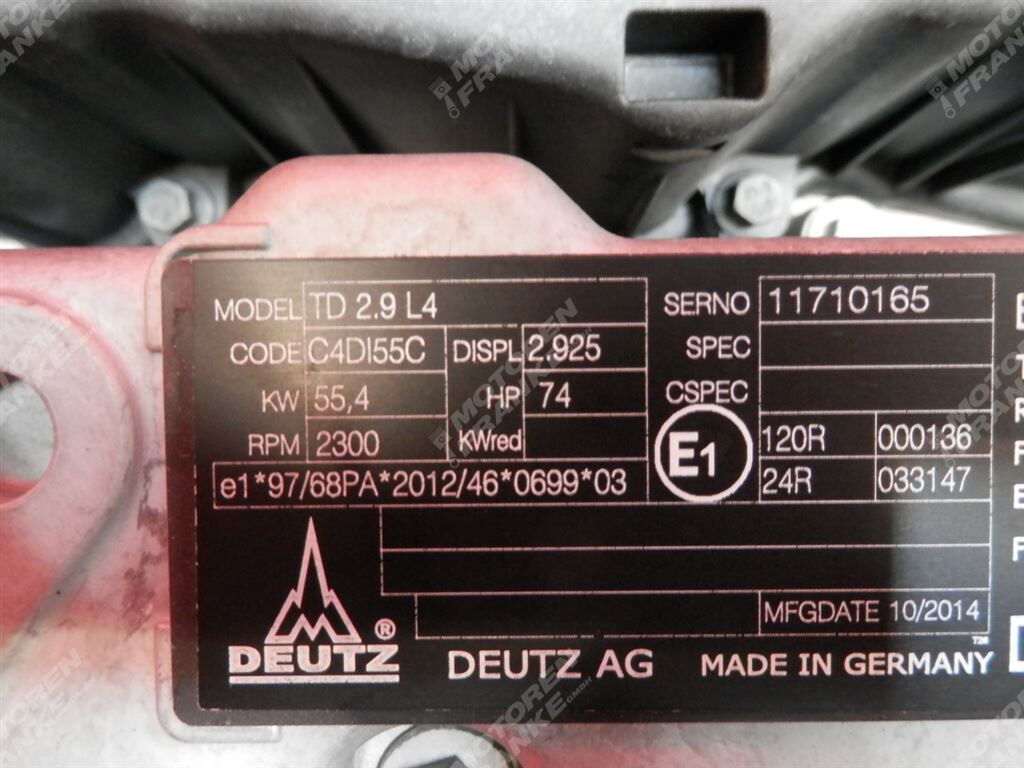 MODEL TD 2.9 L4 SERNO 11710165
CODE C4DI55C DISPL 2.925 SPEC
KW 55,4 HP 74 CSPEC
RPM 2300 KWred E1 120R 000136
e1*97/68PA*2012/46*0699*03 24R 033147
MFGDATE 10/2014
DEUTZ ® DEUTZ AG MADE IN GERMANY
MOTOREN FRANKEN GMBH